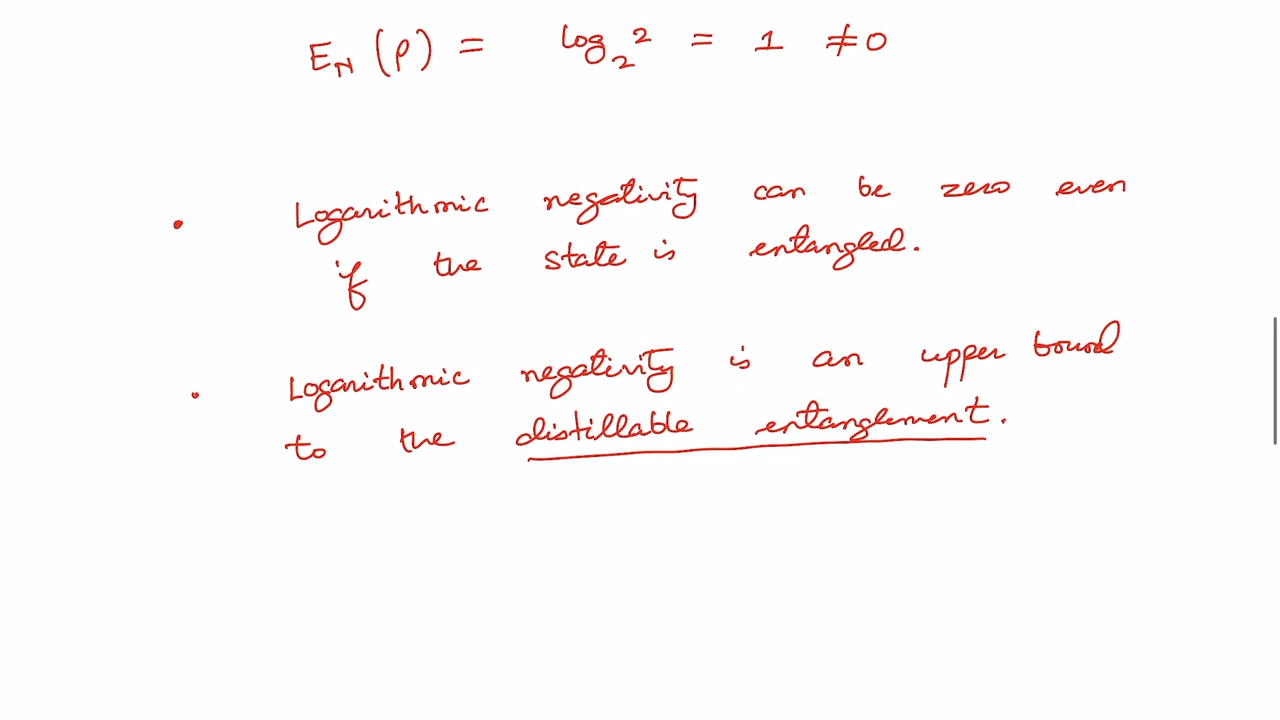 E_N (ρ) = log_2 2 = 1 ≠0
• Logarithmic negativity can be zero even
if the state is entangled.
• Logarithmic negativity is an upper bound
to the distillable entanglement.